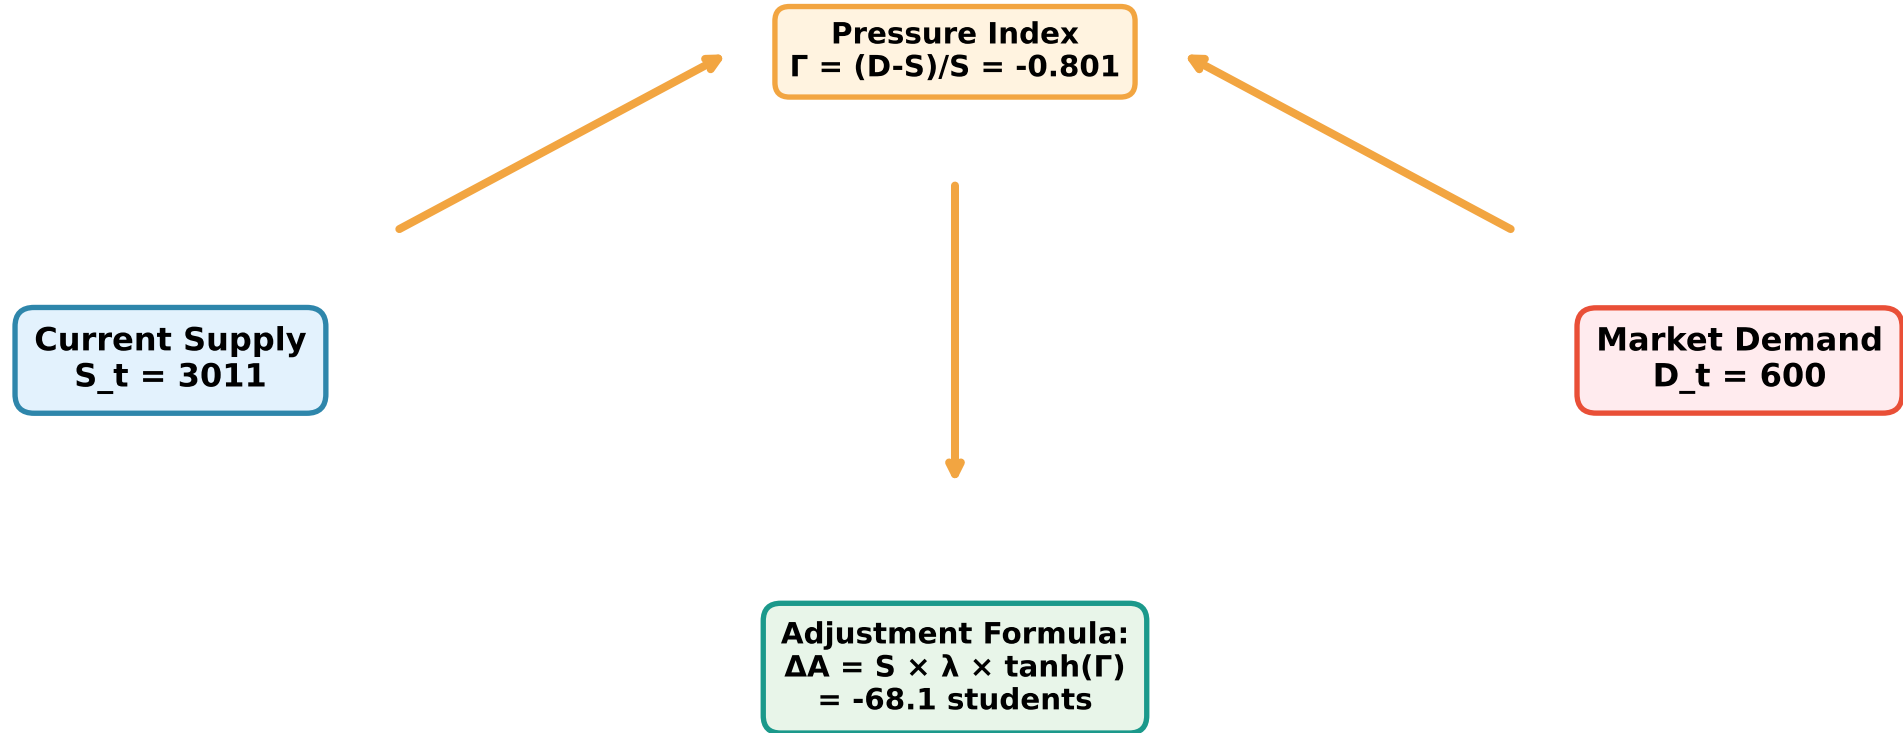 Pressure Index
Γ = (D-S)/S = -0.801
Current Supply
S_t = 3011
Market Demand
D_t = 600
Adjustment Formula:
ΔA = S × λ × tanh(Γ)
= -68.1 students